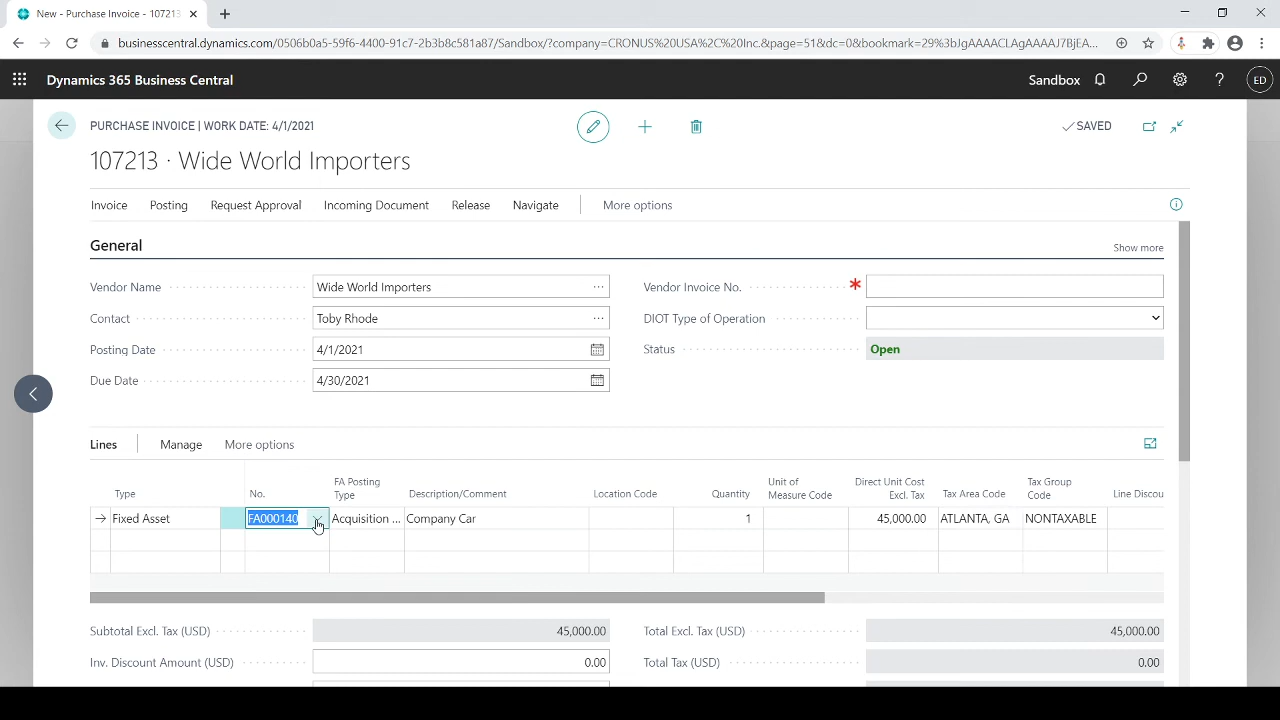 New - Purchase Invoice - 107213
businesscentral.dynamics.com/0506b0a5-59f6-4400-91c7-2b3b8c581a87/Sandbox/?company=CRONUS%20USA%2C%20Inc.&page=51&dc=0&bookmark=29%3bJgAAAACLAgAAAAJ7BjEA...
Dynamics 365 Business Central
Sandbox
ED
PURCHASE INVOICE | WORK DATE: 4/1/2021
SAVED
107213 · Wide World Importers
Invoice Posting Request Approval Incoming Document Release Navigate More options
General
Show more
Vendor Name Wide World Importers
Vendor Invoice No. *
Contact Toby Rhode
DIOT Type of Operation
Posting Date 4/1/2021
Status Open
Due Date 4/30/2021
Lines Manage More options
Type No. FA Posting Type Description/Comment Location Code Quantity Unit of Measure Code Direct Unit Cost Excl. Tax Tax Area Code Tax Group Code Line Discou
Fixed Asset FA000140 Acquisition ... Company Car 1 45,000.00 ATLANTA, GA NONTAXABLE
Subtotal Excl. Tax (USD) 45,000.00
Total Excl. Tax (USD) 45,000.00
Inv. Discount Amount (USD) 0.00
Total Tax (USD) 0.00